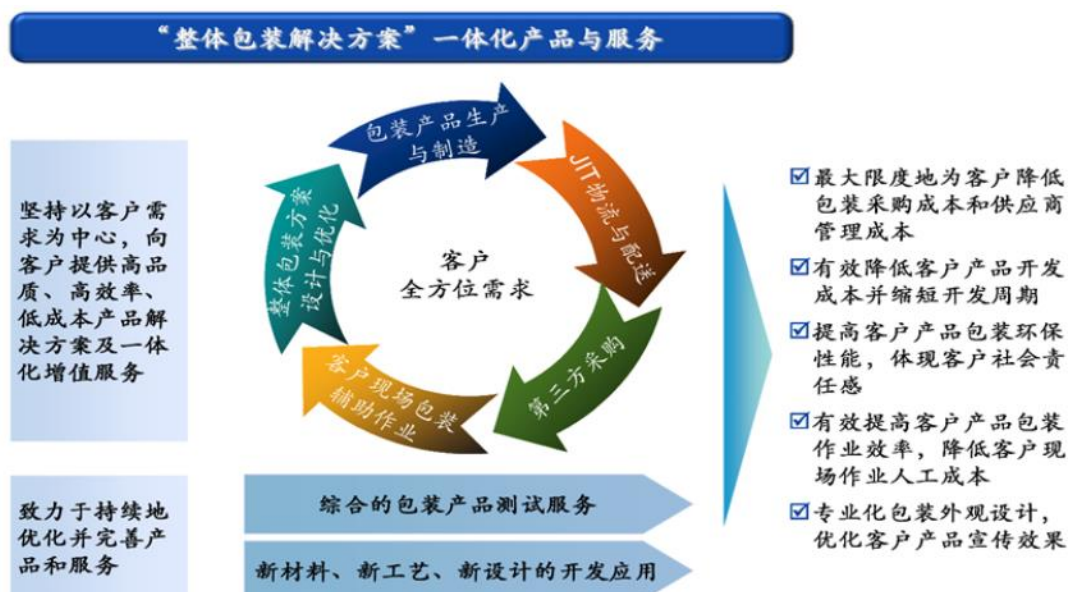 “整体包装解决方案”一体化产品与服务
坚持以客户需
求为中心，向
客户提供高品
质、高效率、
低成本产品解
决方案及一体
化增值服务
致力于持续地
优化并完善产
品和服务
包装产品生产
与制造
JIT物流与配送
第三方采购
客户现场包装
辅助作业
整体包装方案
设计与优化
客户
全方位需求
综合的包装产品测试服务
新材料、新工艺、新设计的开发应用
最大限度地为客户降低
包装采购成本和供应商
管理成本
有效降低客户产品开发
成本并缩短开发周期
提高客户产品包装环保
性能，体现客户社会责
任感
有效提高客户产品包装
作业效率，降低客户现
场作业人工成本
专业化包装外观设计，
优化客户产品宣传效果